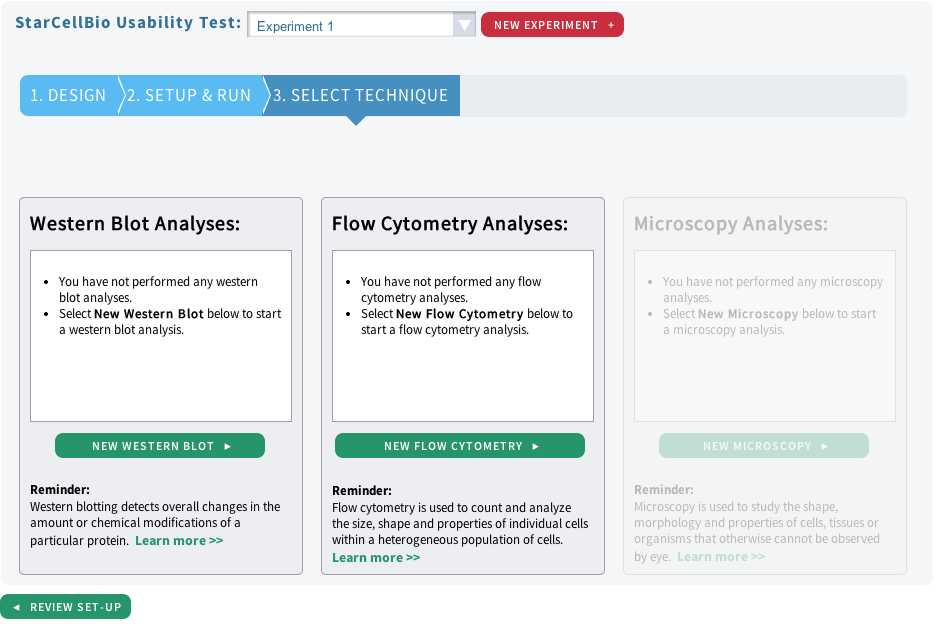 StarCellBio Usability Test: Experiment 1 NEW EXPERIMENT +
1. DESIGN 2. SETUP & RUN 3. SELECT TECHNIQUE
Western Blot Analyses:
• You have not performed any western
blot analyses.
• Select New Western Blot below to start
a western blot analysis.
NEW WESTERN BLOT ►
Reminder:
Western blotting detects overall changes in the
amount or chemical modifications of a
particular protein. Learn more >>
Flow Cytometry Analyses:
• You have not performed any flow
cytometry analyses.
• Select New Flow Cytometry below to
start a flow cytometry analysis.
NEW FLOW CYTOMETRY ►
Reminder:
Flow cytometry is used to count and analyze
the size, shape and properties of individual cells
within a heterogeneous population of cells.
Learn more >>
Microscopy Analyses:
• You have not performed any microscopy
analyses.
• Select New Microscopy below to start
a microscopy analysis.
NEW MICROSCOPY ►
Reminder:
Microscopy is used to study the shape,
morphology and properties of cells, tissues or
organisms that otherwise cannot be observed
by eye. Learn more >>
◄ REVIEW SET-UP